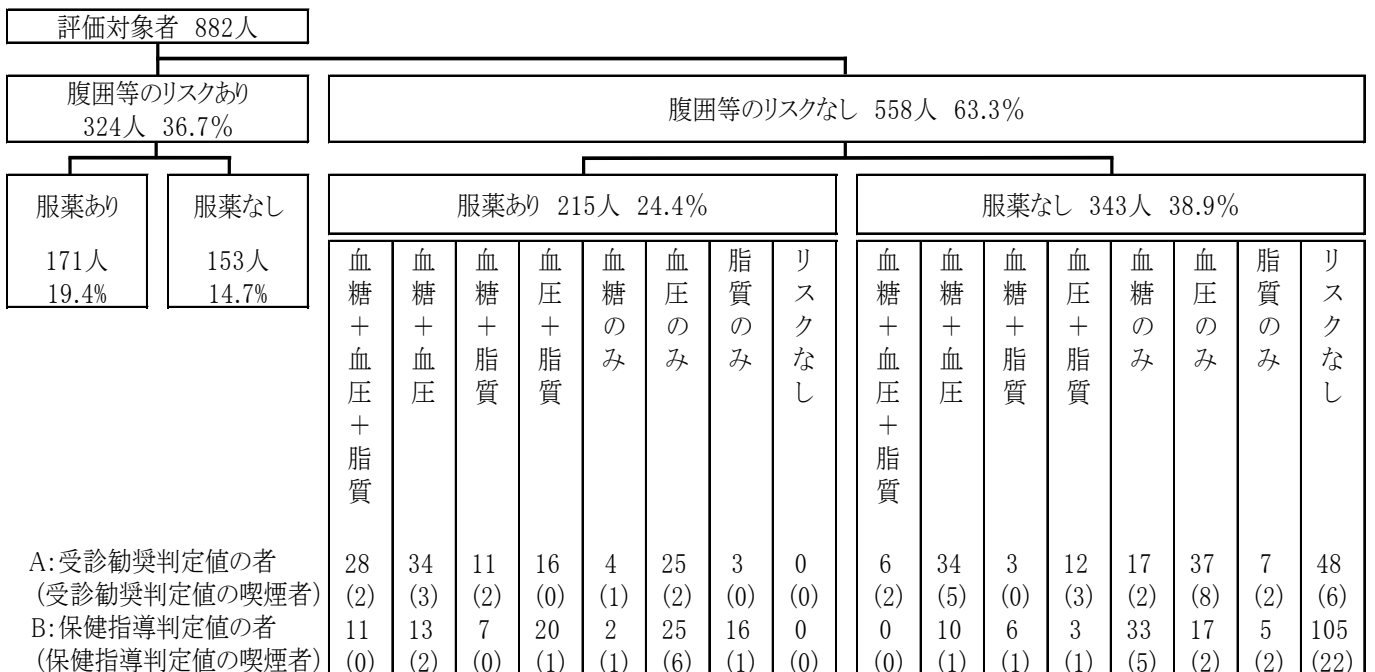 評価対象者 882人
腹囲等のリスクあり
324人 36.7%
腹囲等のリスクなし 558人 63.3%
服薬あり
171人
19.4%
服薬なし
153人
14.7%
服薬あり 215人 24.4%
服薬なし 343人 38.9%
血糖＋血圧＋脂質
血糖＋血圧
血糖＋脂質
血圧＋脂質
血糖のみ
血圧のみ
脂質のみ
リスクなし
血糖＋血圧＋脂質
血糖＋血圧
血糖＋脂質
血圧＋脂質
血糖のみ
血圧のみ
脂質のみ
リスクなし
A:受診勧奨判定値の者 28 34 11 16 4 25 3 0 6 34 3 12 17 37 7 48
(受診勧奨判定値の喫煙者) (2) (3) (2) (0) (1) (2) (0) (0) (2) (5) (0) (3) (2) (8) (2) (6)
B:保健指導判定値の者 11 13 7 20 2 25 16 0 0 10 6 3 33 17 5 105
(保健指導判定値の喫煙者) (0) (2) (0) (1) (1) (6) (1) (0) (0) (1) (1) (1) (5) (2) (2) (22)